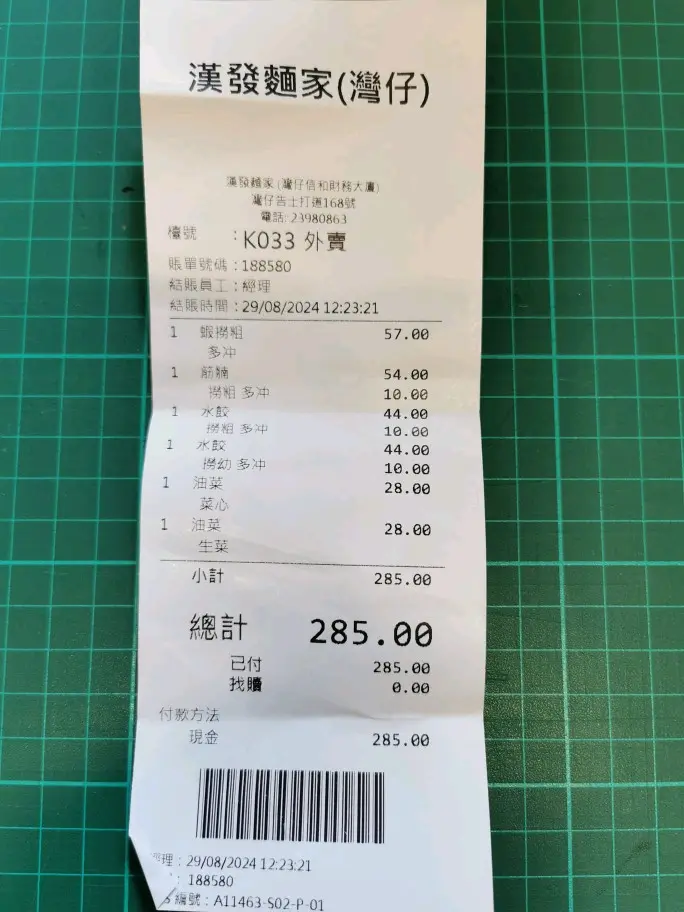 漢發麵家(灣仔)
漢發麵家 (灣仔信和財務大廈)
灣仔告士打道168號
電話: 23980863
檯號 : K033 外賣
賬單號碼 : 188580
結賬員工 : 經理
結賬時間 : 29/08/2024 12:23:21
1 蝦撈粗 57.00
多冲
1 筋腩 54.00
撈粗 多冲 10.00
1 水餃 44.00
撈粗 多冲 10.00
1 水餃 44.00
撈幼 多冲 10.00
1 油菜 28.00
菜心
1 油菜 28.00
生菜
小計 285.00
總計 285.00
已付 285.00
找贖 0.00
付款方法
現金 285.00
理 : 29/08/2024 12:23:21
: 188580
編號 : A11463-S02-P-01